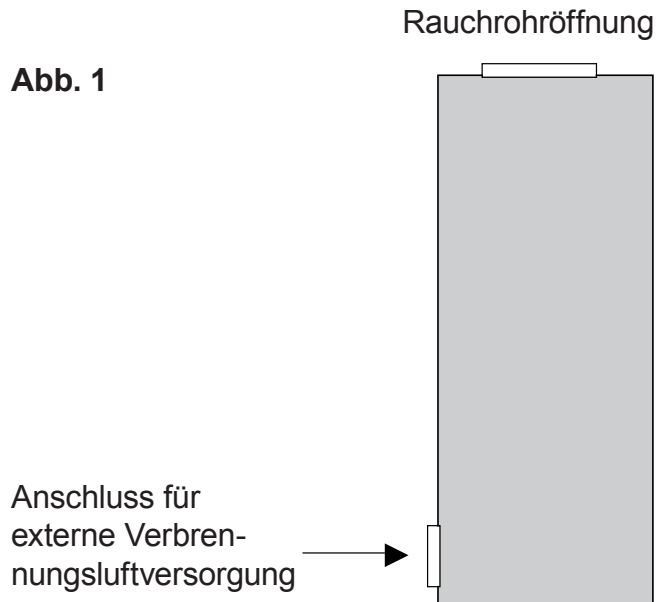 Rauchrohröffnung
Abb. 1
Anschluss für
externe Verbren-
nungsluftversorgung